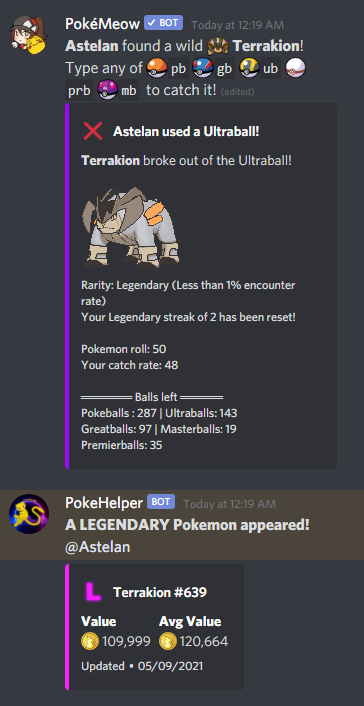 PokéMeow ✓ BOT Today at 12:19 AM
Astelan found a wild Terrakion!
Type any of pb gb ub
prb mb to catch it! (edited)
Astelan used a Ultraball!
Terrakion broke out of the Ultraball!
Rarity: Legendary (Less than 1% encounter
rate)
Your Legendary streak of 2 has been reset!
Pokemon roll: 50
Your catch rate: 48
══════ Balls left ══════
Pokeballs : 287 | Ultraballs: 143
Greatballs: 97 | Masterballs: 19
Premierballs: 35
PokeHelper BOT Today at 12:19 AM
A LEGENDARY Pokemon appeared!
@Astelan
L Terrakion #639
Value Avg Value
109,999 120,664
Updated • 05/09/2021